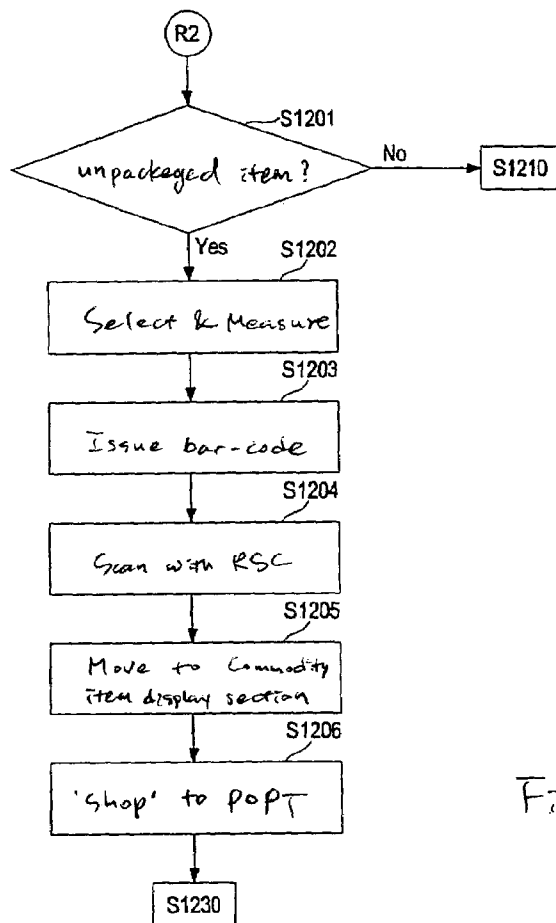 R2
S1201
unpackeged item?
No
S1210
Yes
S1202
Select & Measure
S1203
Issue bar-code
S1204
Scan with RSC
S1205
Move to Commodity
item display section
S1206
'Shop' to POPT
S1230